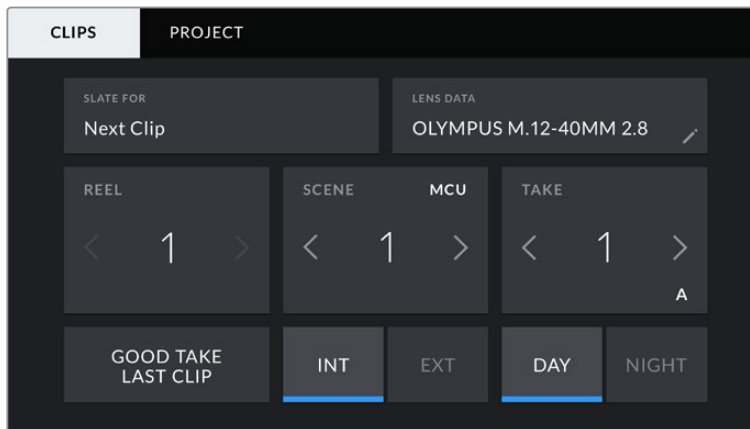 CLIPS
PROJECT
SLATE FOR
Next Clip
LENS DATA
OLYMPUS M.12-40MM 2.8
REEL
1
SCENE
MCU
1
TAKE
1
A
GOOD TAKE
LAST CLIP
INT
EXT
DAY
NIGHT